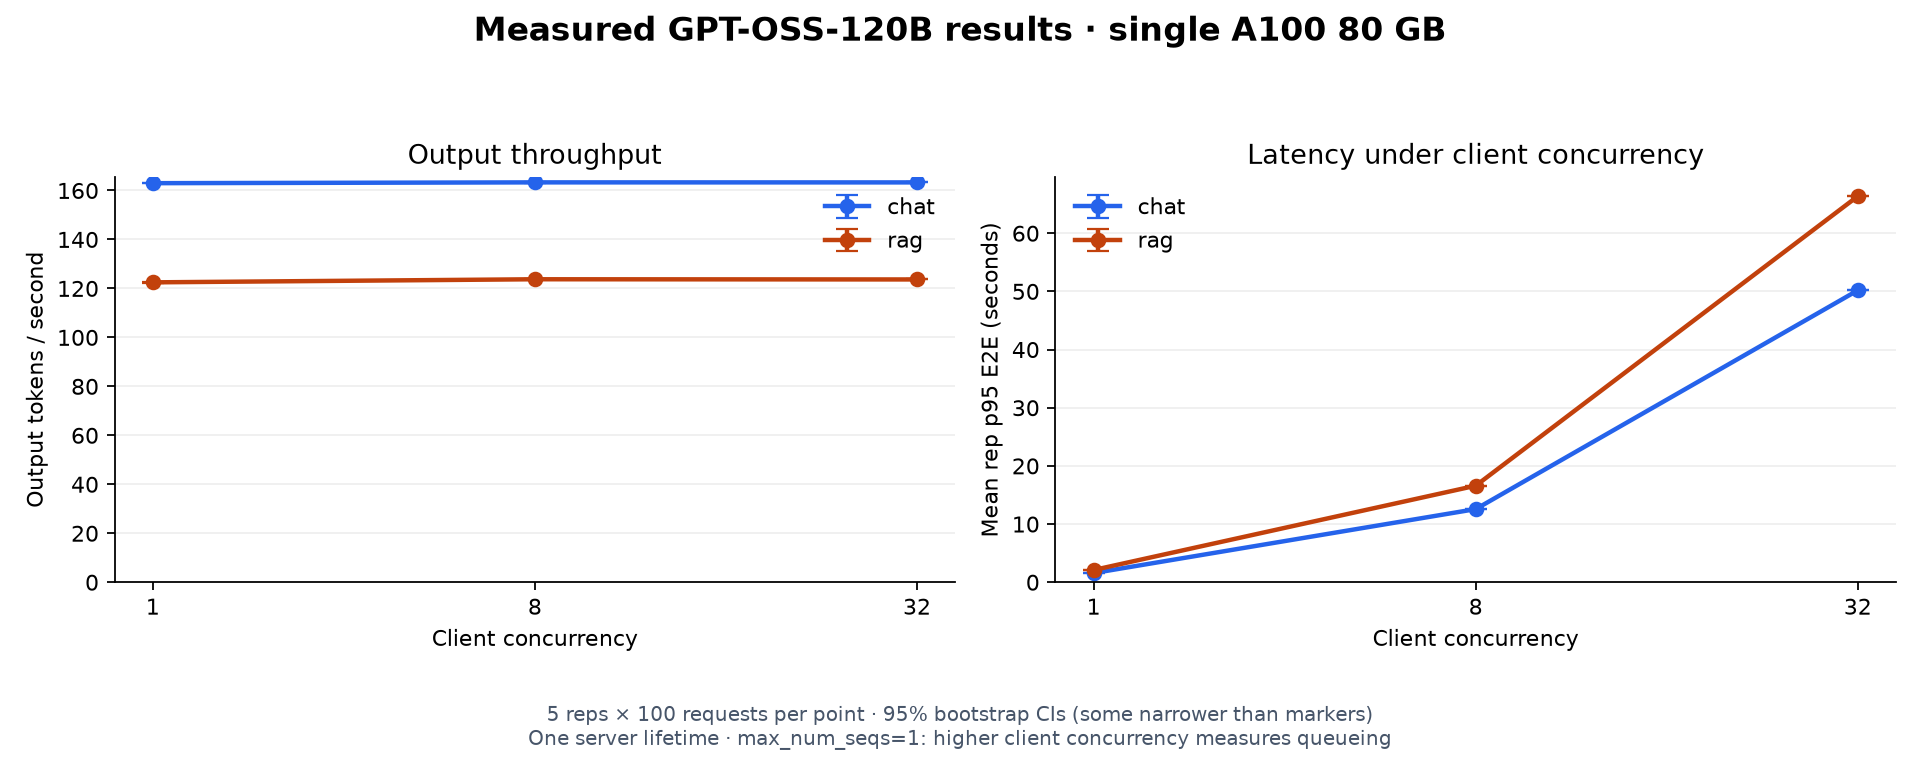 Measured GPT-OSS-120B results · single A100 80 GB
Output throughput
Output tokens / second
160
140
120
100
80
60
40
20
0
1
8
32
Client concurrency
chat
rag
Latency under client concurrency
Mean rep p95 E2E (seconds)
60
50
40
30
20
10
0
1
8
32
Client concurrency
chat
rag
5 reps × 100 requests per point · 95% bootstrap CIs (some narrower than markers)
One server lifetime · max_num_seqs=1: higher client concurrency measures queueing